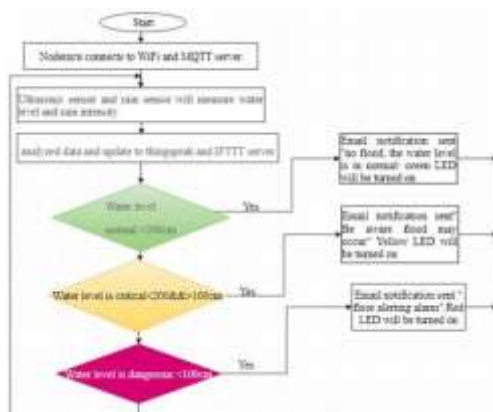 Start
Nodemcu connects to WiFi and MQTT server
Ultrasonic sensor and rain sensor will measure water
level and rain intensity
analyzed data and update to thingspeak and IFTTT server
Water level
normal <200cm
Yes
Email notification sent
"no flood, the water level
is in normal green LED
will be turned on
Water level is critical<200&&>100cm
Yes
Email notification sent"
Be aware flood may
occur" Yellow LED will
be turned on
Water level is dangerous <100cm
Yes
Email notification sent "
floor alerting alarm" Red
LED will be turned on